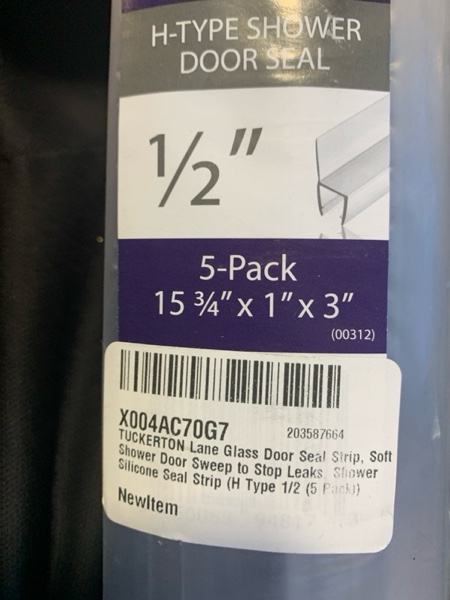 H-TYPE SHOWER
DOOR SEAL
½"
5-Pack
15 ¾" x 1" x 3"
(00312)
X004AC70G7
203587664
TUCKERTON Lane Glass Door Seal Strip, Soft
Shower Door Sweep to Stop Leaks, Shower
Silicone Seal Strip (H Type 1/2 (5 Pack))
NewItem